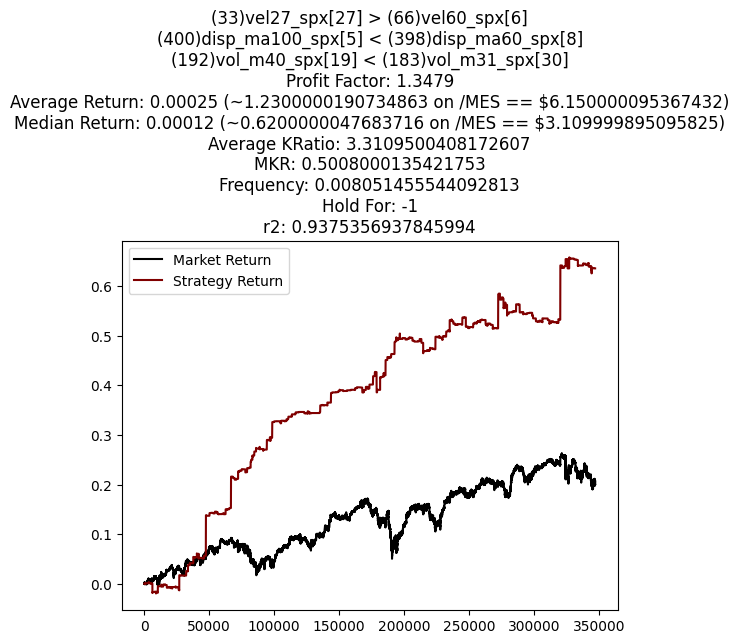 (33)vel27_spx[27] > (66)vel60_spx[6]
(400)disp_ma100_spx[5] < (398)disp_ma60_spx[8]
(192)vol_m40_spx[19] < (183)vol_m31_spx[30]
Profit Factor: 1.3479
Average Return: 0.00025 (~1.2300000190734863 on /MES == $6.150000095367432)
Median Return: 0.00012 (~0.6200000047683716 on /MES == $3.109999895095825)
Average KRatio: 3.3109500408172607
MKR: 0.5008000135421753
Frequency: 0.008051455544092813
Hold For: -1
r2: 0.9375356937845994
Market Return
Strategy Return
0.6
0.5
0.4
0.3
0.2
0.1
0.0
0 50000 100000 150000 200000 250000 300000 350000